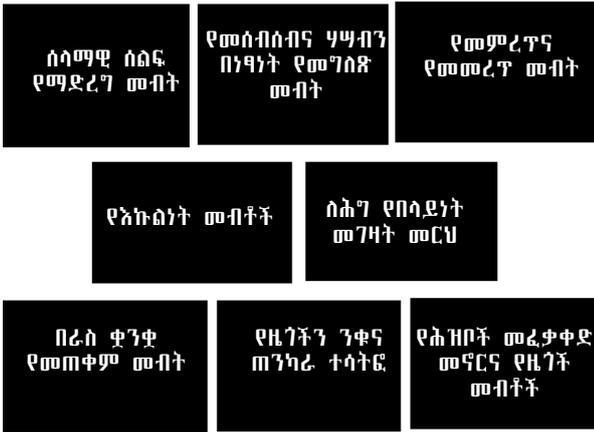 ሰላማዊ ሰልፍ
የማድረግ መብት
የመሰብሰብና ሃሣብን
በነፃነት የመግለጽ
መብት
የመምረጥና
የመመረጥ መብት
የእኩልነት መብቶች
ለሕግ የበላይነት
መገዛት መርህ
በራስ ቋንቋ
የመጠቀም መብት
የዜጎችን ንቁና
ጠንካራ ተሳትፎ
የሕዝቦች መፈቃቀድ
መኖርና የዜጎች
መብቶች